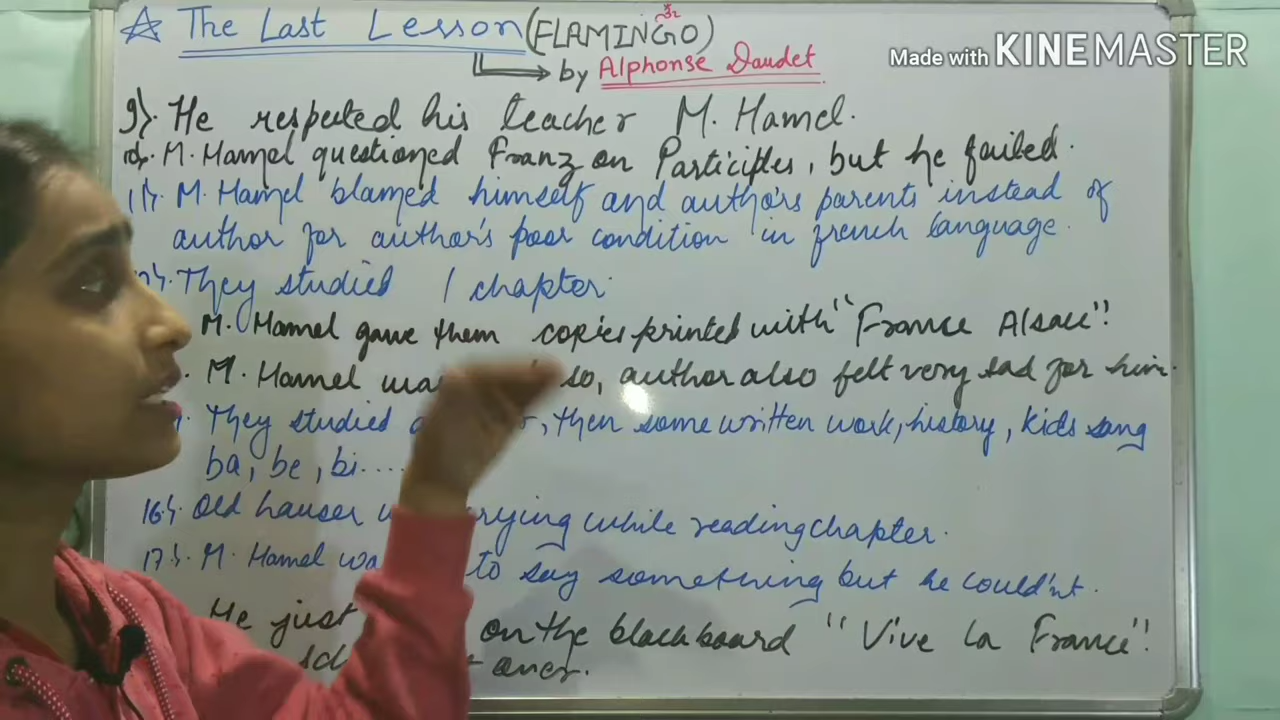 ☆ The Last Lesson (FLAMINGO)
by Alphonse Daudet
Made with KINEMASTER
9). He respected his teacher M. Hamel.
10). M. Hamel questioned Franz on Participles, but he failed.
11). M. Hamel blamed himself and author's parents instead of
author for author's poor condition in french language.
They studied 1 chapter.
M. Hamel gave them copies printed with "France Alsace".
M. Hamel so, author also felt very sad for him.
They studied then some written work, history, kids sang
ba, be, bi....
16). Old hauser crying while reading chapter.
17). M. Hamel to say something but he could'nt.
He just on the blackboard "Vive La France"!
over.